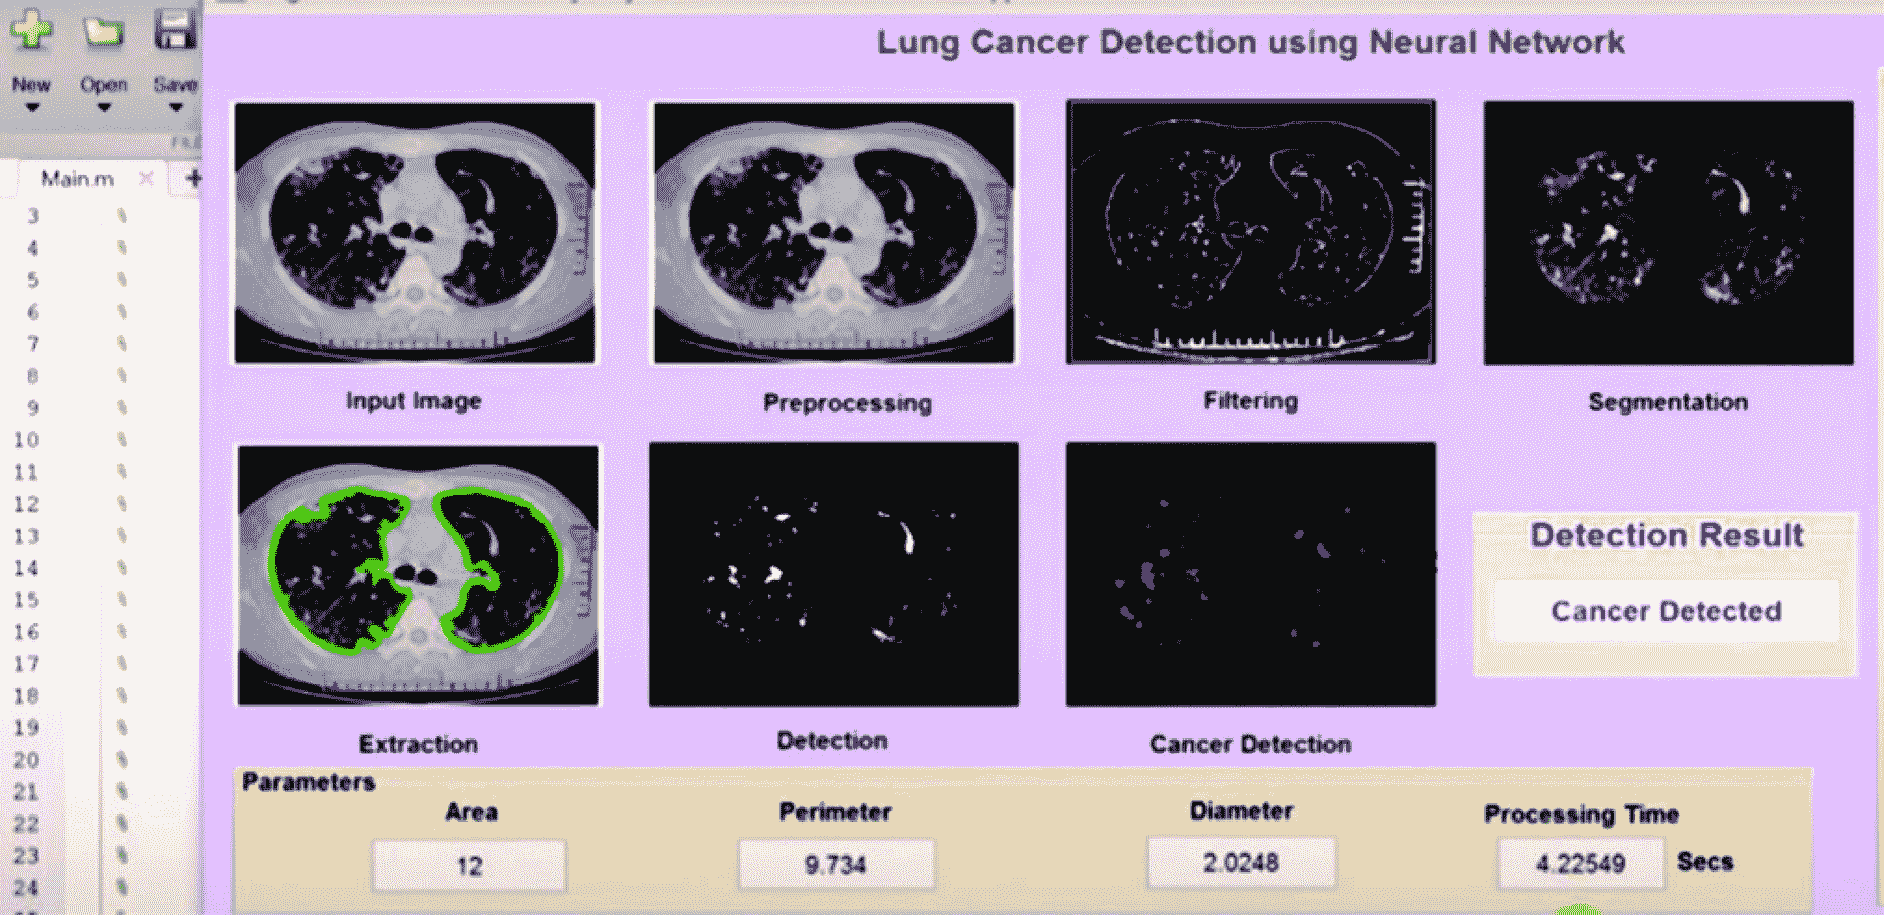 Lung Cancer Detection using Neural Network
New Open Save
FILE
Main.m
3
4
5
6
7
8
9
10
11
12
13
14
15
16
17
18
19
20
21
22
23
24
Input Image Preprocessing Filtering Segmentation
Detection Result
Cancer Detected
Extraction Detection Cancer Detection
Parameters
Area Perimeter Diameter Processing Time
12 9.734 2.0248 4.22549 Secs